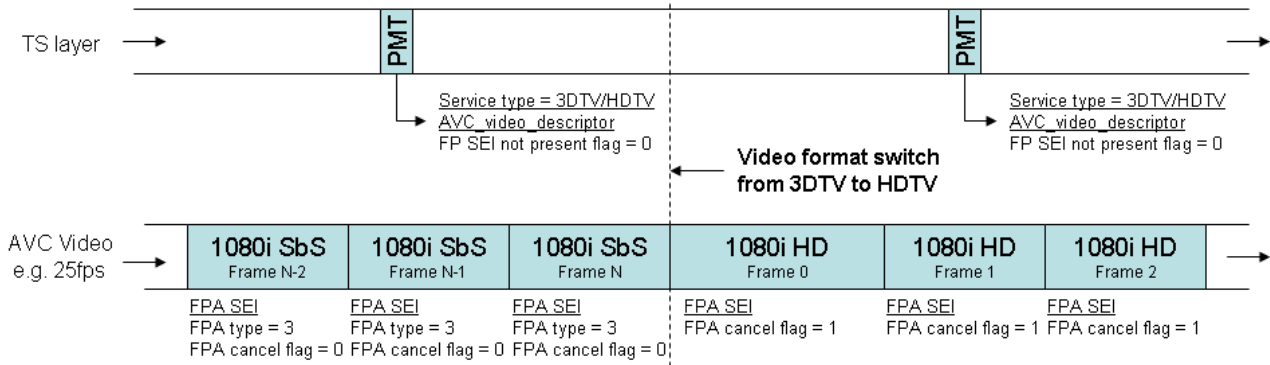 TS layer
PMT
PMT
Service type = 3DTV/HDTV
AVC_video_descriptor
FP SEI not present flag = 0
Service type = 3DTV/HDTV
AVC_video_descriptor
FP SEI not present flag = 0
Video format switch
from 3DTV to HDTV
AVC Video
e.g. 25fps
1080i SbS
Frame N-2
1080i SbS
Frame N-1
1080i SbS
Frame N
1080i HD
Frame 0
1080i HD
Frame 1
1080i HD
Frame 2
FPA SEI
FPA type = 3
FPA cancel flag = 0
FPA SEI
FPA type = 3
FPA cancel flag = 0
FPA SEI
FPA type = 3
FPA cancel flag = 0
FPA SEI
FPA cancel flag = 1
FPA SEI
FPA cancel flag = 1
FPA SEI
FPA cancel flag = 1